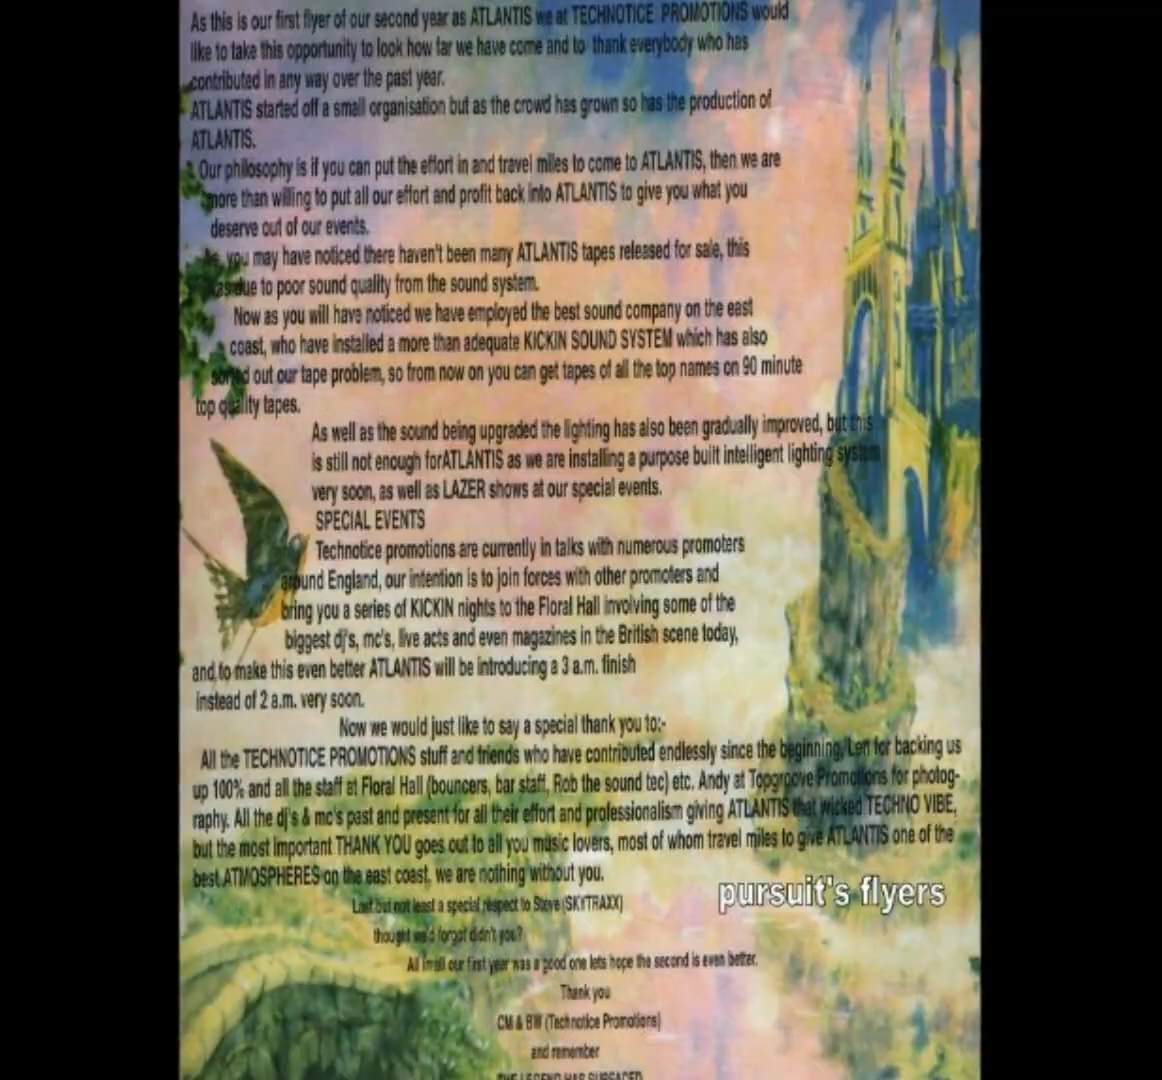 As this is our first flyer of our second year as ATLANTIS we at TECHNOTICE PROMOTIONS would
like to take this opportunity to look how far we have come and to thank everybody who has
contributed in any way over the past year.
ATLANTIS started off a small organisation but as the crowd has grown so has the production of
ATLANTIS.
Our philosophy is if you can put the effort in and travel miles to come to ATLANTIS, then we are
more than willing to put all our effort and profit back into ATLANTIS to give you what you
deserve out of our events.
As you may have noticed there haven't been many ATLANTIS tapes released for sale, this
was due to poor sound quality from the sound system.
Now as you will have noticed we have employed the best sound company on the east
coast, who have installed a more than adequate KICKIN SOUND SYSTEM which has also
sorted out our tape problem, so from now on you can get tapes of all the top names on 90 minute
top quality tapes.
As well as the sound being upgraded the lighting has also been gradually improved, but this
is still not enough forATLANTIS as we are installing a purpose built intelligent lighting system
very soon, as well as LAZER shows at our special events.
SPECIAL EVENTS
Technotice promotions are currently in talks with numerous promoters
around England, our intention is to join forces with other promoters and
bring you a series of KICKIN nights to the Floral Hall involving some of the
biggest dj's, mc's, live acts and even magazines in the British scene today,
and to make this even better ATLANTIS will be introducing a 3 a.m. finish
instead of 2 a.m. very soon.
Now we would just like to say a special thank you to:-
All the TECHNOTICE PROMOTIONS stuff and friends who have contributed endlessly since the beginning, Len for backing us
up 100% and all the staff at Floral Hall (bouncers, bar staff, Rob the sound tec) etc. Andy at Topgroove Promotions for photog-
raphy. All the dj's & mc's past and present for all their effort and professionalism giving ATLANTIS that wicked TECHNO VIBE,
but the most important THANK YOU goes out to all you music lovers, most of whom travel miles to give ATLANTIS one of the
best ATMOSPHERES on the east coast, we are nothing without you.
pursuit's flyers
Last but not least a special respect to Steve (SKYTRAXX)
thought we'd forgot didn't you?
All in all our first year was a good one lets hope the second is even better.
Thank you
CM & BW (Technotice Promotions)
and remember
THE LEGEND HAS SURFACED